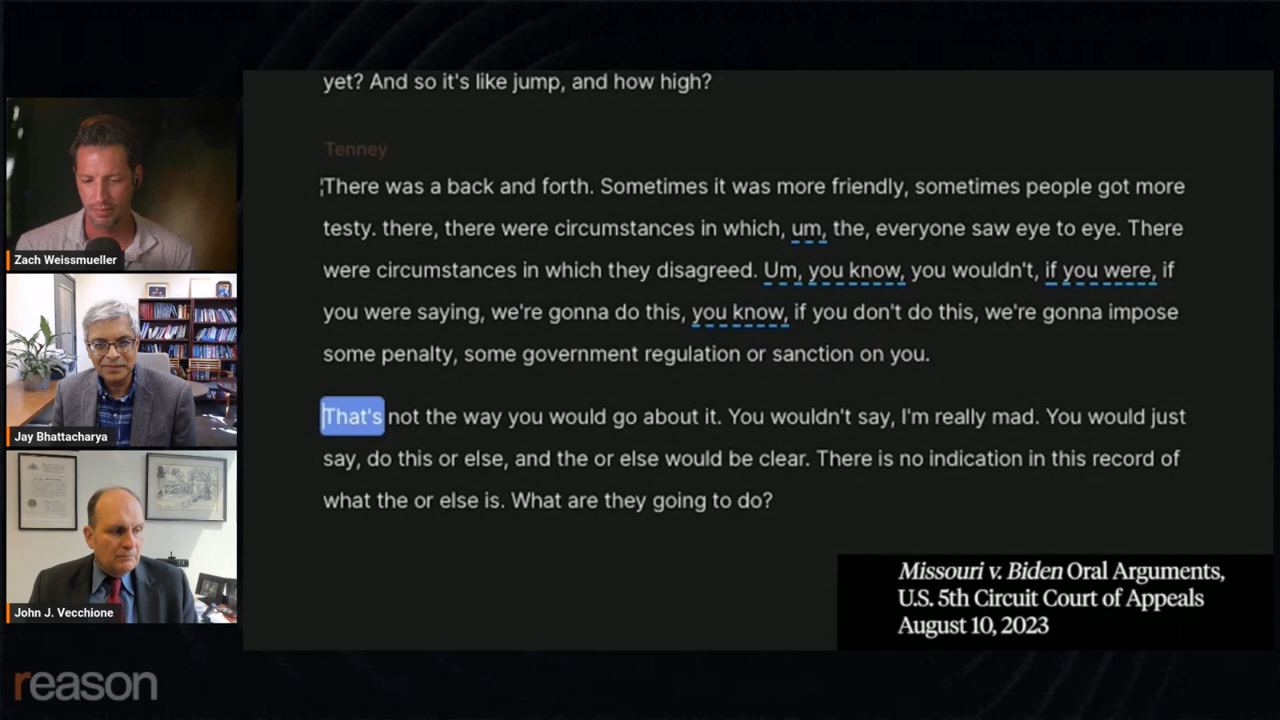 yet? And so it's like jump, and how high?
Tenney
There was a back and forth. Sometimes it was more friendly, sometimes people got more
testy. there, there were circumstances in which, um, the, everyone saw eye to eye. There
were circumstances in which they disagreed. Um, you know, you wouldn't, if you were, if
you were saying, we're gonna do this, you know, if you don't do this, we're gonna impose
some penalty, some government regulation or sanction on you.
That's not the way you would go about it. You wouldn't say, I'm really mad. You would just
say, do this or else, and the or else would be clear. There is no indication in this record of
what the or else is. What are they going to do?
Missouri v. Biden Oral Arguments,
U.S. 5th Circuit Court of Appeals
August 10, 2023
Zach Weissmueller
Jay Bhattacharya
John J. Vecchione
reason